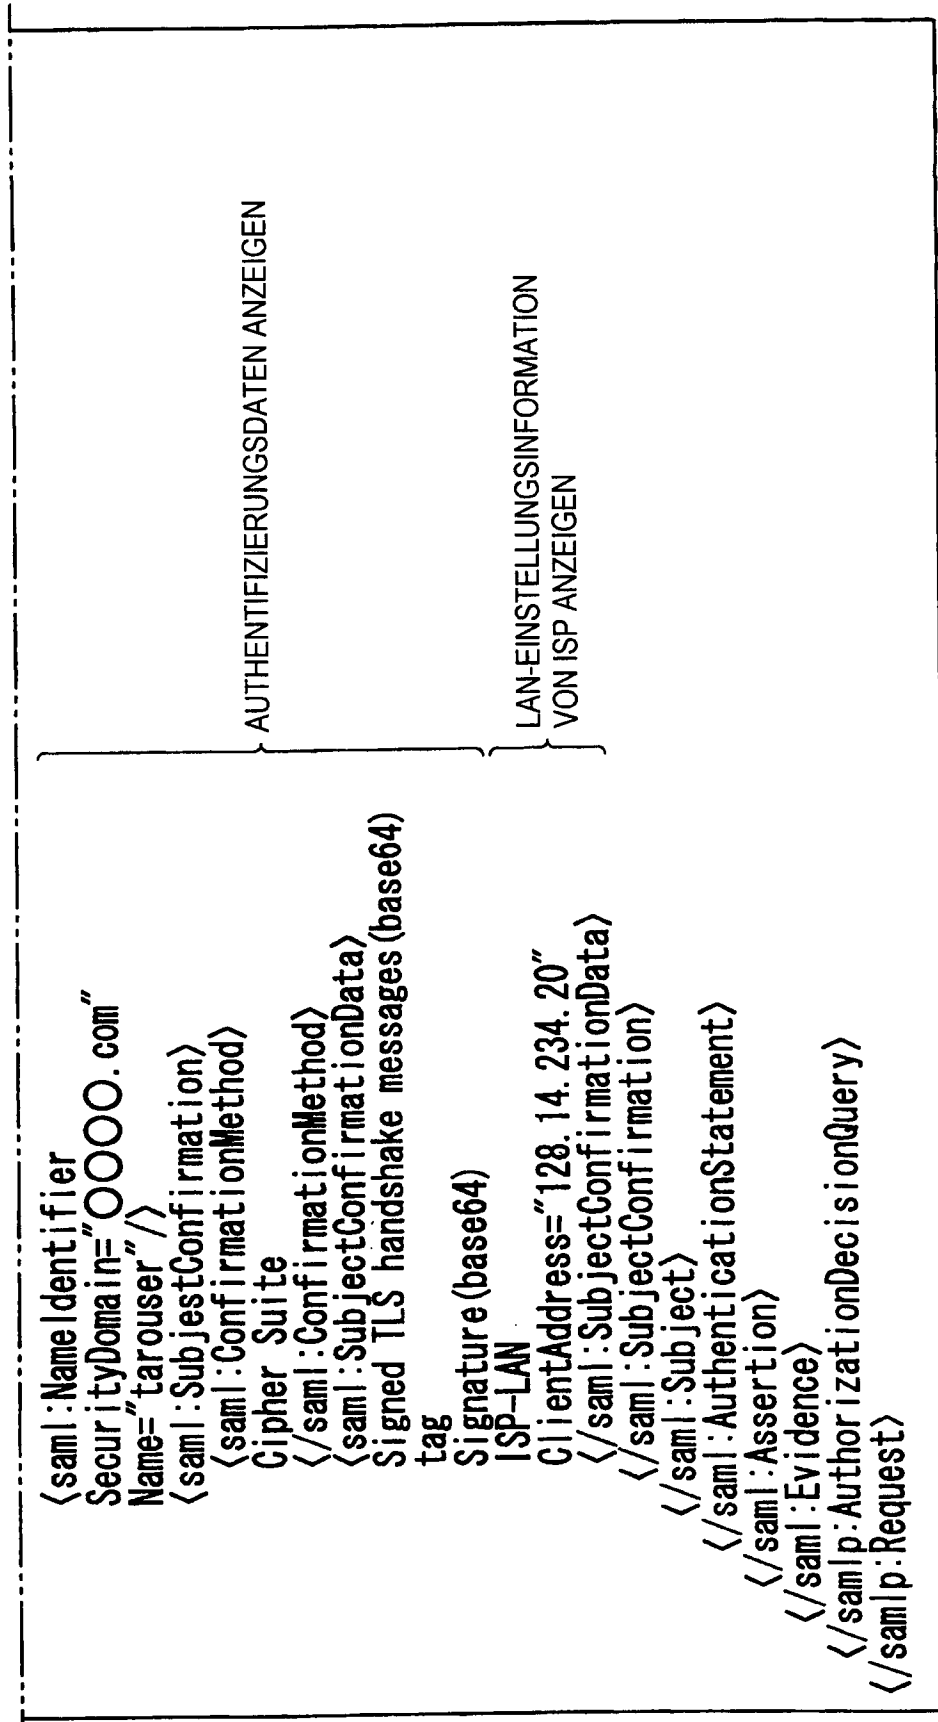 <saml:NameIdentifier
SecurityDomain="OOOO.com"
Name="tarouser"/>
<saml:SubjestConfirmation>
<saml:ConfirmationMethod>
Cipher Suite
</saml:ConfirmationMethod>
<saml:SubjectConfirmationData>
Signed TLS handshake messages(base64)
tag
Signature(base64)
ISP-LAN
ClientAddress="128.14.234.20"
</saml:SubjectConfirmationData>
</saml:SubjectConfirmation>
</saml:Subject>
</saml:AuthenticationStatement>
</saml:Assertion>
</saml:Evidence>
</samlp:AuthorizationDecisionQuery>
</samlp:Request>
AUTHENTIFIZIERUNGSDATEN ANZEIGEN
LAN-EINSTELLUNGSINFORMATION
VON ISP ANZEIGEN